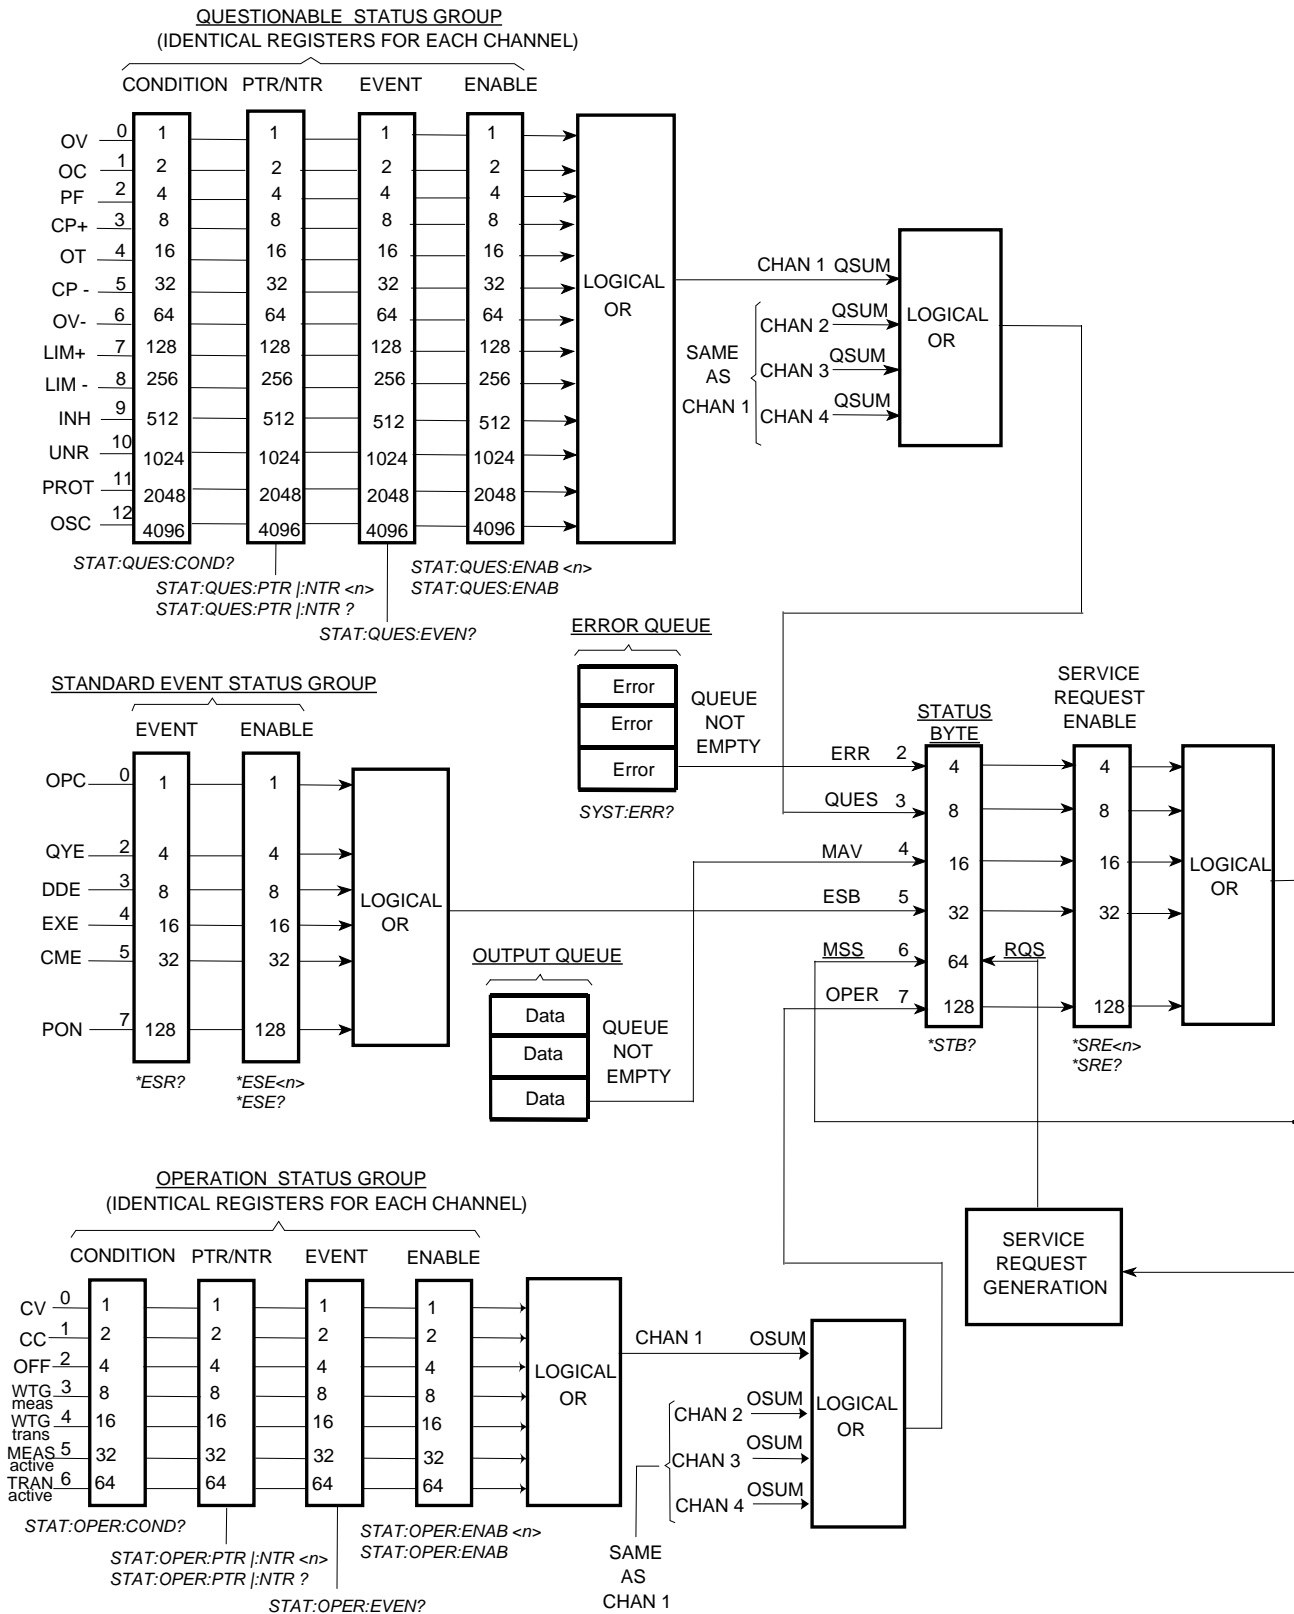 QUESTIONABLE STATUS GROUP
(IDENTICAL REGISTERS FOR EACH CHANNEL)
CONDITION PTR/NTR EVENT ENABLE
OV 0 1 1 1 1
OC 1 2 2 2 2
PF 2 4 4 4 4
CP+ 3 8 8 8 8
OT 4 16 16 16 16
CP - 5 32 32 32 32
OV- 6 64 64 64 64
LIM+ 7 128 128 128 128
LIM - 8 256 256 256 256
INH 9 512 512 512 512
UNR 10 1024 1024 1024 1024
PROT 11 2048 2048 2048 2048
OSC 12 4096 4096 4096 4096
LOGICAL
OR
CHAN 1 QSUM
CHAN 2 QSUM
CHAN 3 QSUM
CHAN 4 QSUM
SAME
AS
CHAN 1
LOGICAL
OR
STAT:QUES:COND?
STAT:QUES:PTR |:NTR <n>
STAT:QUES:PTR |:NTR ?
STAT:QUES:EVEN?
STAT:QUES:ENAB <n>
STAT:QUES:ENAB
ERROR QUEUE
Error
Error
Error
QUEUE
NOT
EMPTY
SYST:ERR?
STANDARD EVENT STATUS GROUP
EVENT ENABLE
OPC 0 1 1
QYE 2 4 4
DDE 3 8 8
EXE 4 16 16
CME 5 32 32
PON 7 128 128
LOGICAL
OR
*ESR?
*ESE<n>
*ESE?
OUTPUT QUEUE
Data
Data
Data
QUEUE
NOT
EMPTY
STATUS
BYTE
SERVICE
REQUEST
ENABLE
ERR 2 4 4
QUES 3 8 8
MAV 4 16 16
ESB 5 32 32
MSS 6 64 RQS
OPER 7 128 128
LOGICAL
OR
*STB?
*SRE<n>
*SRE?
SERVICE
REQUEST
GENERATION
OPERATION STATUS GROUP
(IDENTICAL REGISTERS FOR EACH CHANNEL)
CONDITION PTR/NTR EVENT ENABLE
CV 0 1 1 1 1
CC 1 2 2 2 2
OFF 2 4 4 4 4
WTG 3 8 8 8 8
meas
WTG 4 16 16 16 16
trans
MEAS 5 32 32 32 32
active
TRAN 6 64 64 64 64
active
LOGICAL
OR
CHAN 1 OSUM
CHAN 2 OSUM
CHAN 3 OSUM
CHAN 4 OSUM
LOGICAL
OR
SAME
AS
CHAN 1
STAT:OPER:COND?
STAT:OPER:PTR |:NTR <n>
STAT:OPER:PTR |:NTR ?
STAT:OPER:EVEN?
STAT:OPER:ENAB <n>
STAT:OPER:ENAB